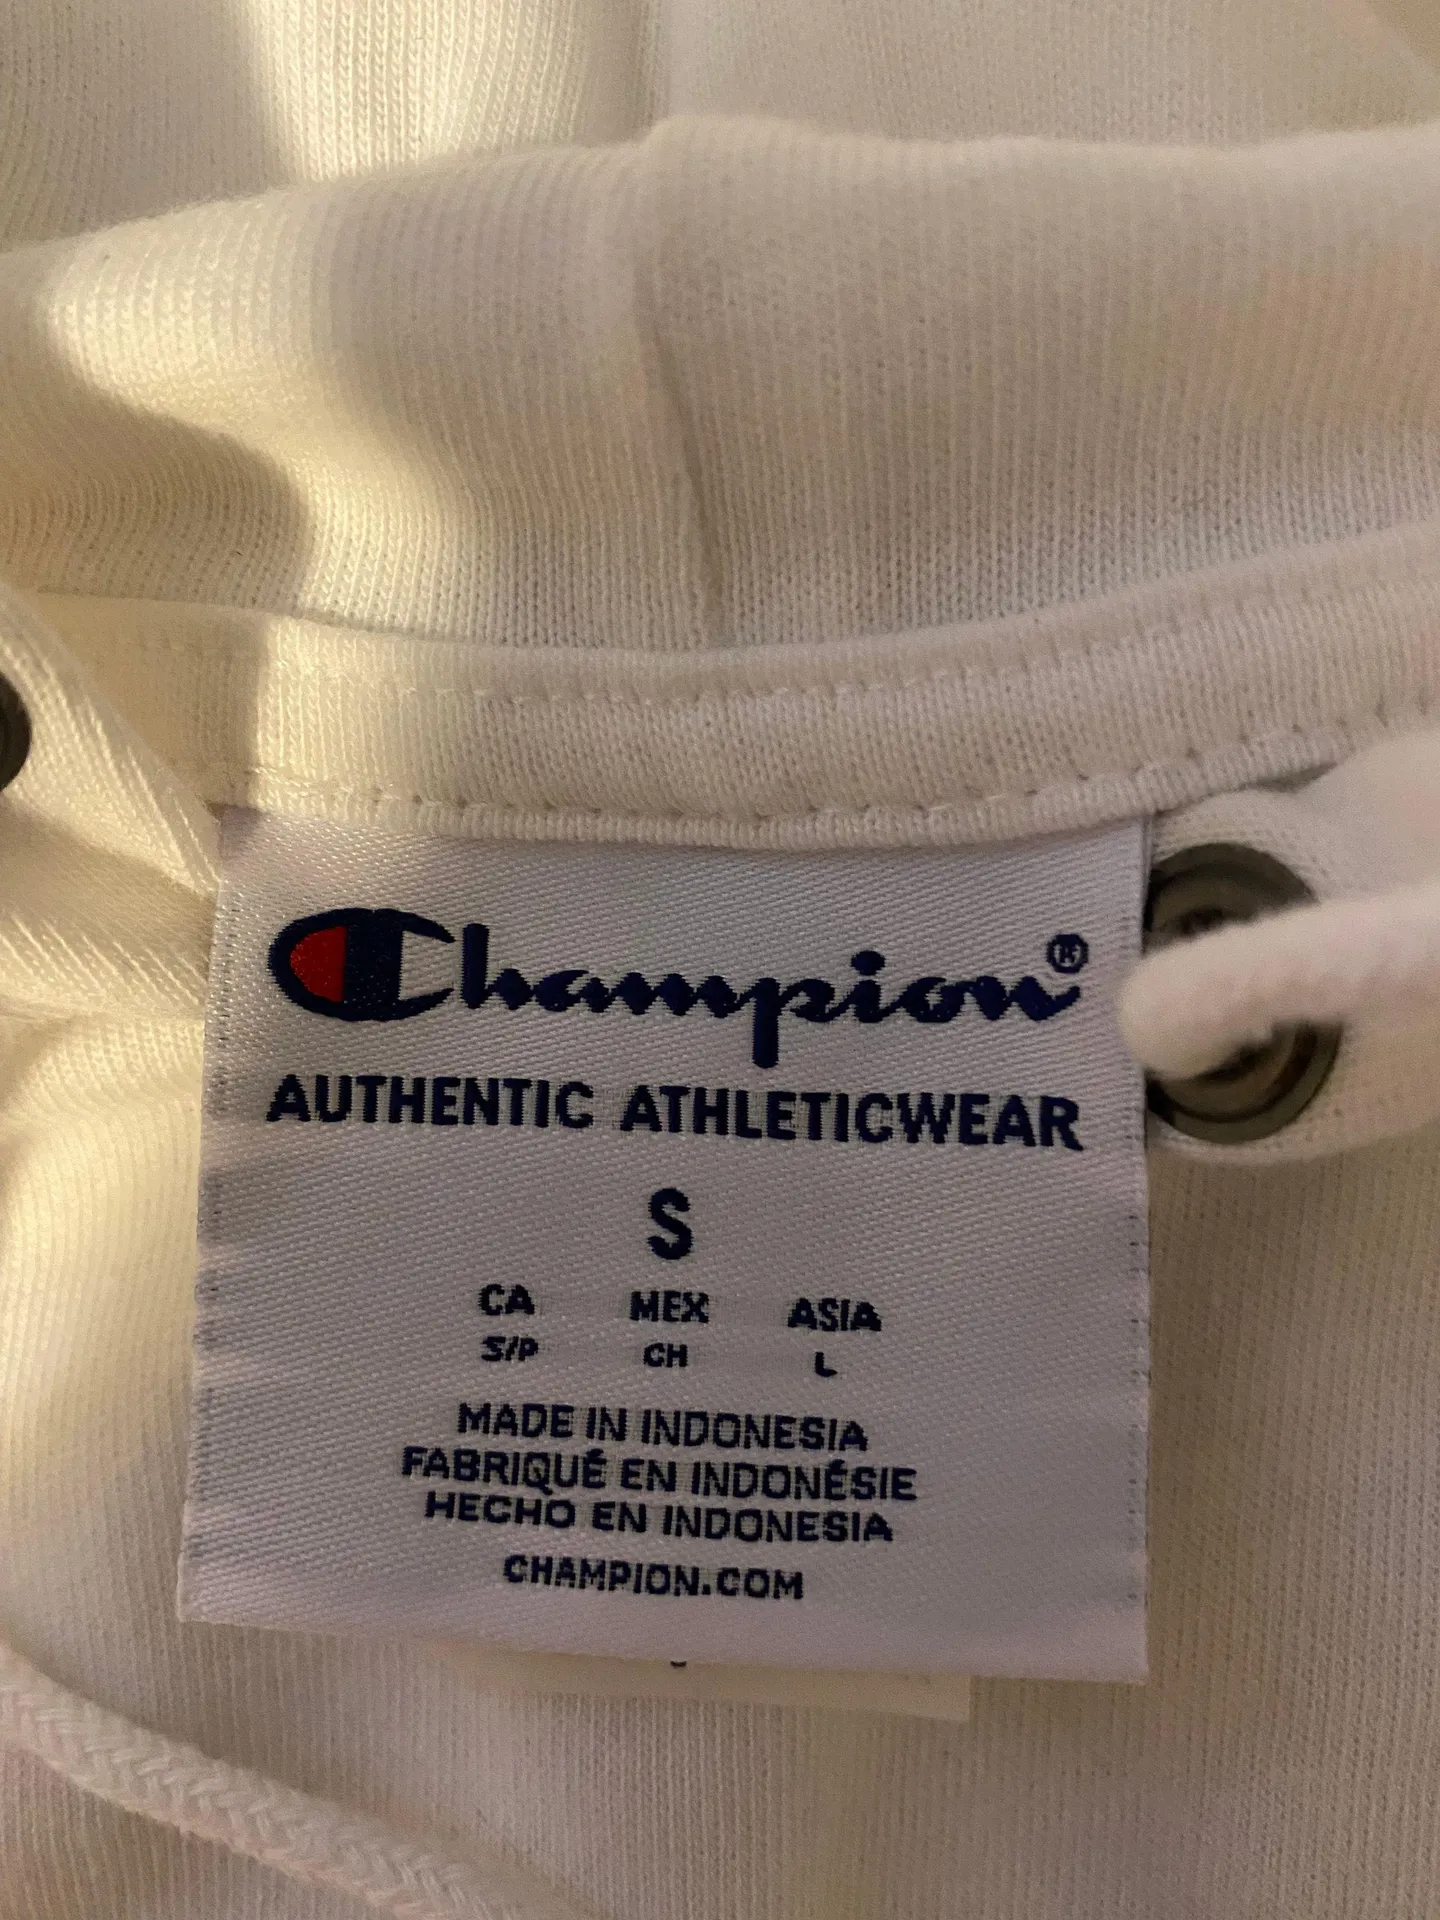 Champion®
AUTHENTIC ATHLETICWEAR
S
CA MEX ASIA
S/P CH L
MADE IN INDONESIA
FABRIQUÉ EN INDONÉSIE
HECHO EN INDONESIA
CHAMPION.COM